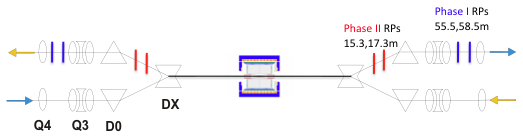 Phase I RPs
55.5,58.5m
Phase II RPs
15.3,17.3m
Q4 Q3 D0 DX